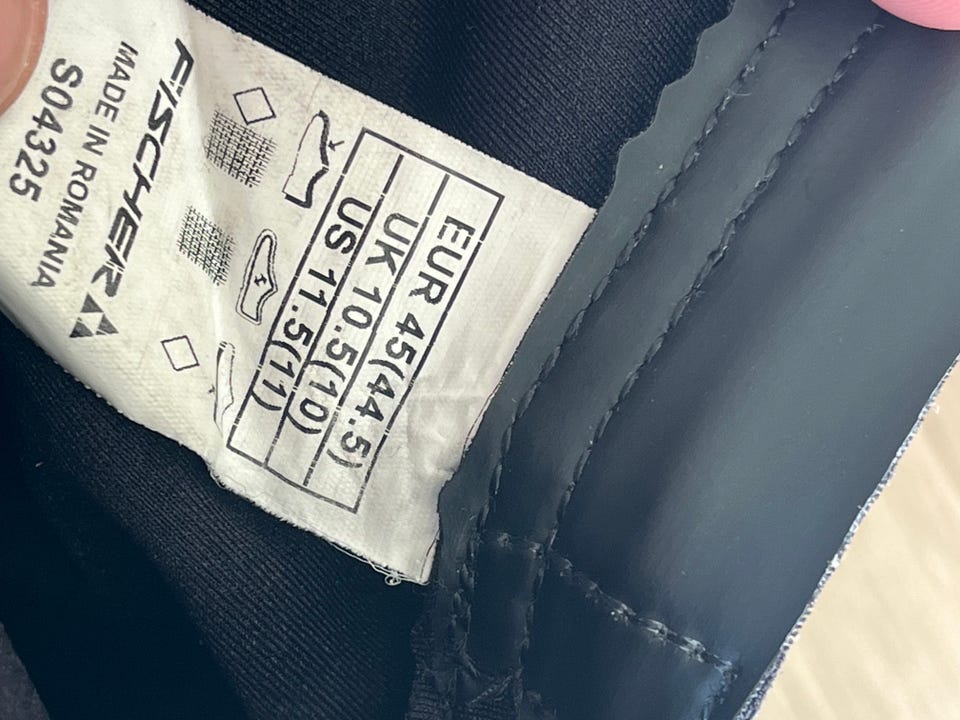 FISCHER
MADE IN ROMANIA
S04325
EUR 45(44.5)
UK 10.5(10)
US 11.5(11)